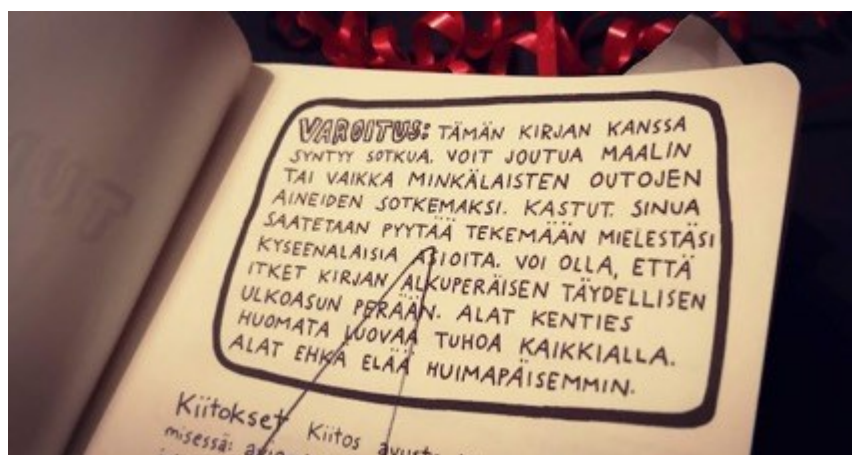 VAROITUS: TÄMÄN KIRJAN KANSSA
SYNTYY SOTKUA. VOIT JOUTUA MAALIN
TAI VAIKKA MINKÄLAISTEN OUTOJEN
AINEIDEN SOTKEMAKSI. KASTUT. SINUA
SAATETAAN PYYTÄÄ TEKEMÄÄN MIELESTÄSI
KYSEENALAISIA ASIOITA. VOI OLLA, ETTÄ
ITKET KIRJAN ALKUPERÄISEN TÄYDELLISEN
ULKOASUN PERÄÄN. ALAT KENTIES
HUOMATA LUOVAA TUHOA KAIKKIALLA.
ALAT EHKÄ ELÄÄ HUIMAPÄISEMMIN.
Kiitokset Kiitos
misessä: